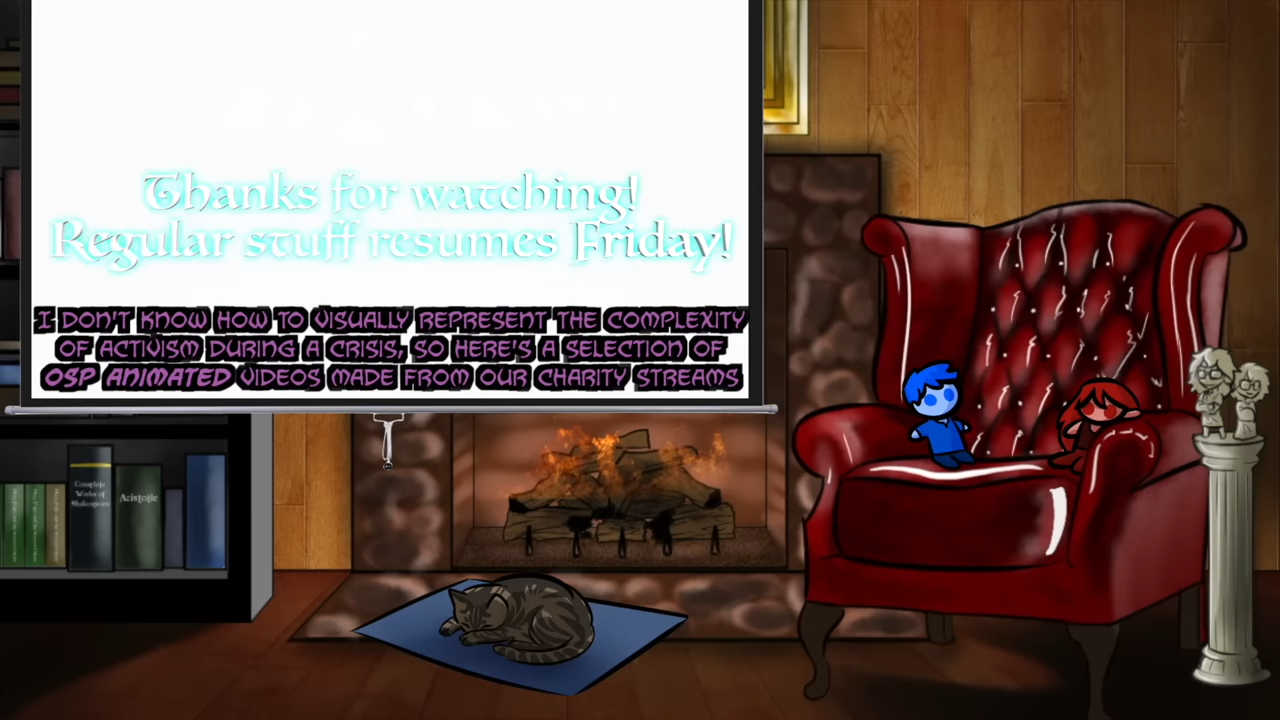 Thanks for watching!
Regular stuff resumes Friday!
I DON'T KNOW HOW TO VISUALLY REPRESENT THE COMPLEXITY
OF ACTIVISM DURING A CRISIS, SO HERE'S A SELECTION OF
OSP ANIMATED VIDEOS MADE FROM OUR CHARITY STREAMS
Complete
Works of
Shakespeare
Aristotle